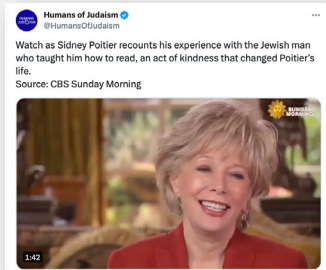 Humans of Judaism
@HumansOfJudaism
Watch as Sidney Poitier recounts his experience with the Jewish man
who taught him how to read, an act of kindness that changed Poitier's
life.
Source: CBS Sunday Morning
SUNDAY
MORNING
1:42